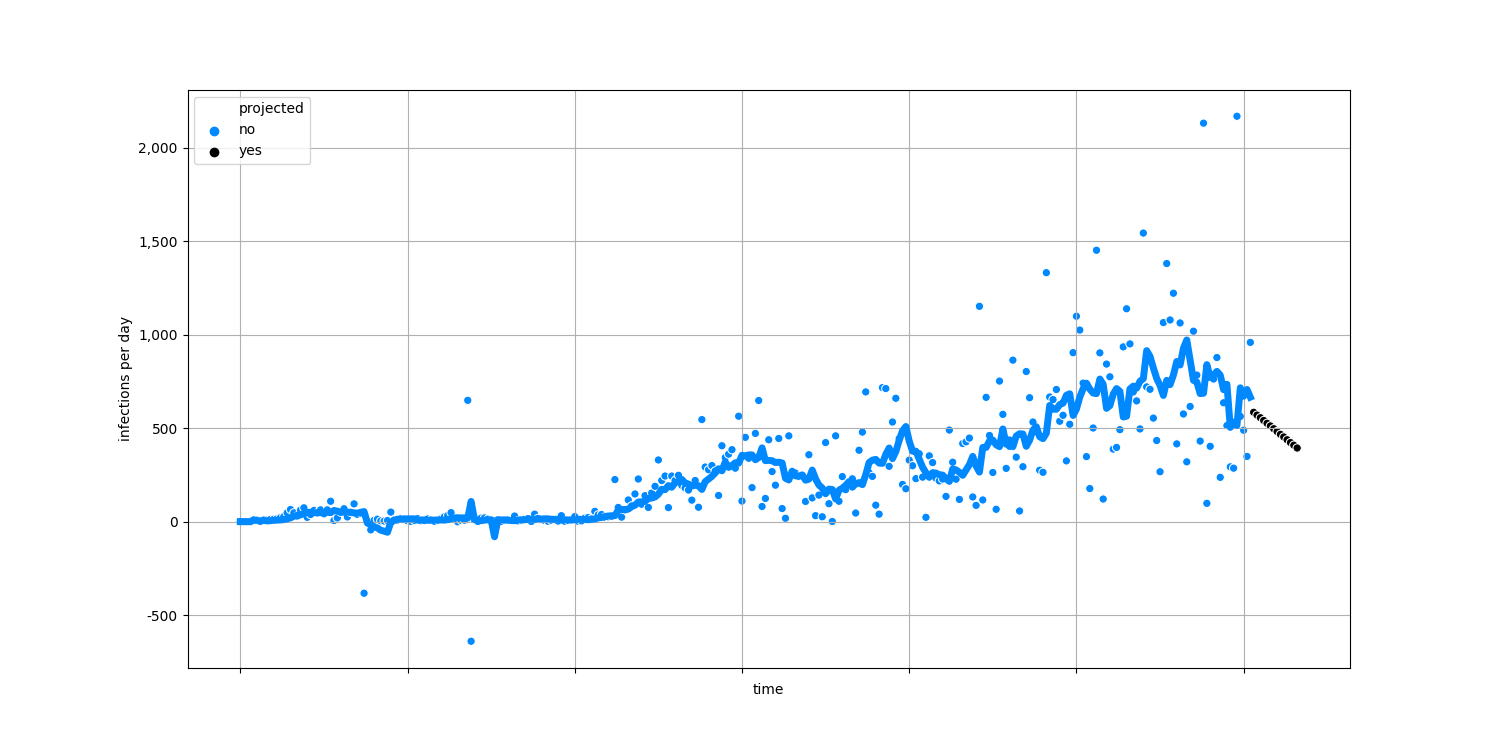 projected
no
yes
2,000
1,500
1,000
500
0
-500
infections per day
time